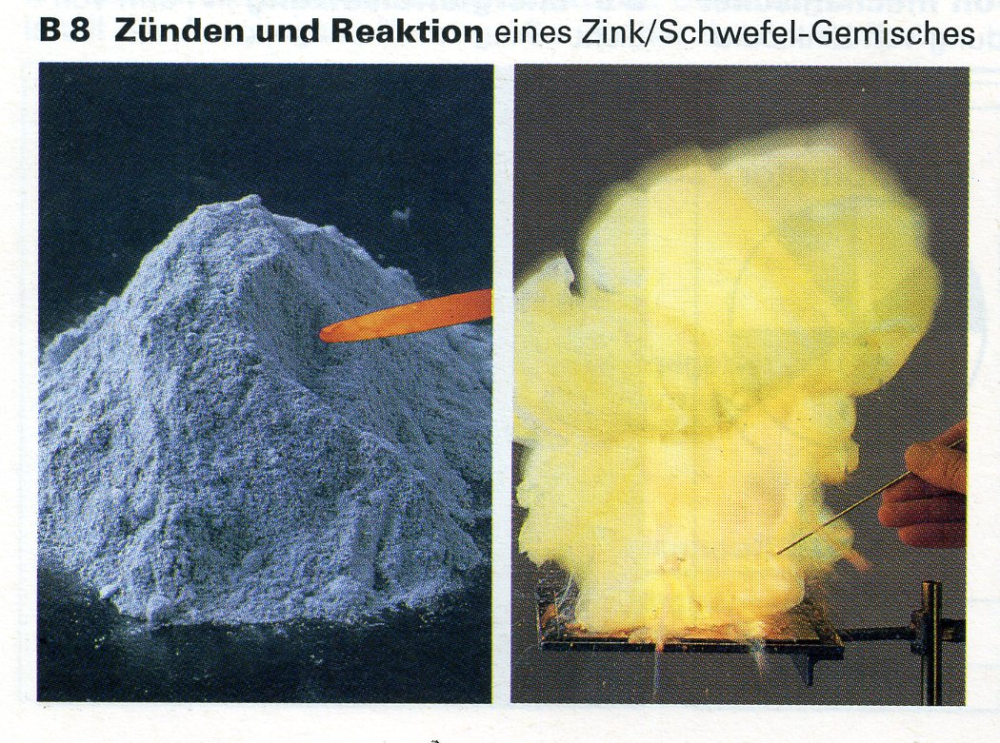 B 8 Zünden und Reaktion eines Zink/Schwefel-Gemisches